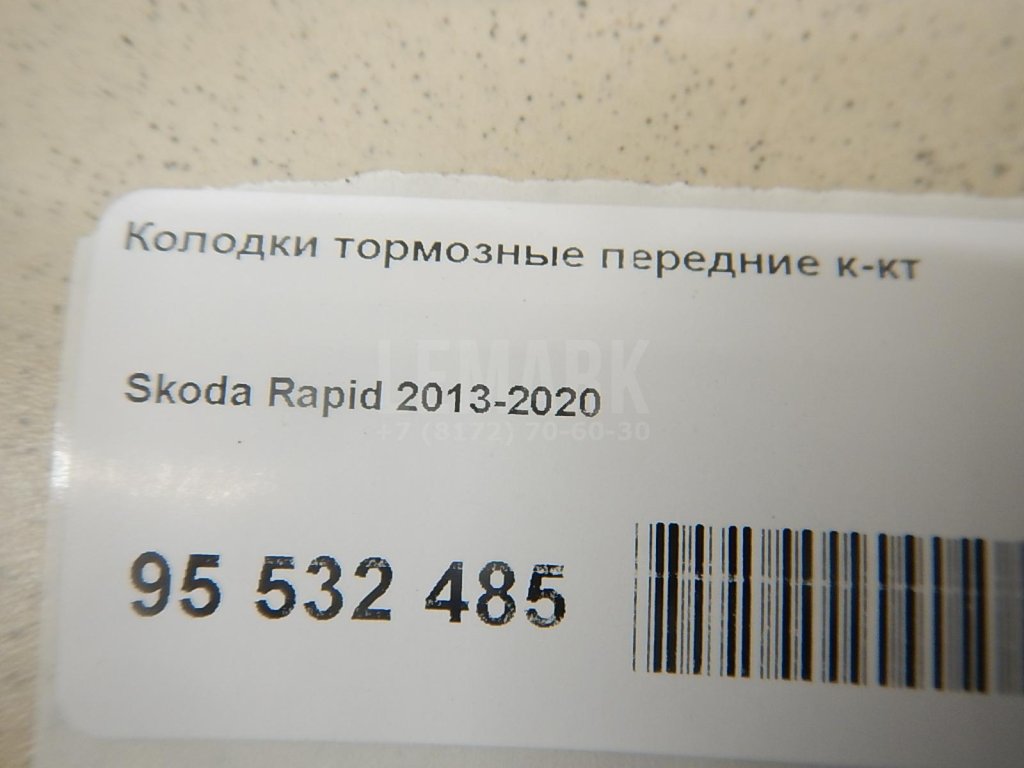 Колодки тормозные передние к-кт
Skoda Rapid 2013-2020
LEMARK
+7 (8172) 70-60-30
95 532 485